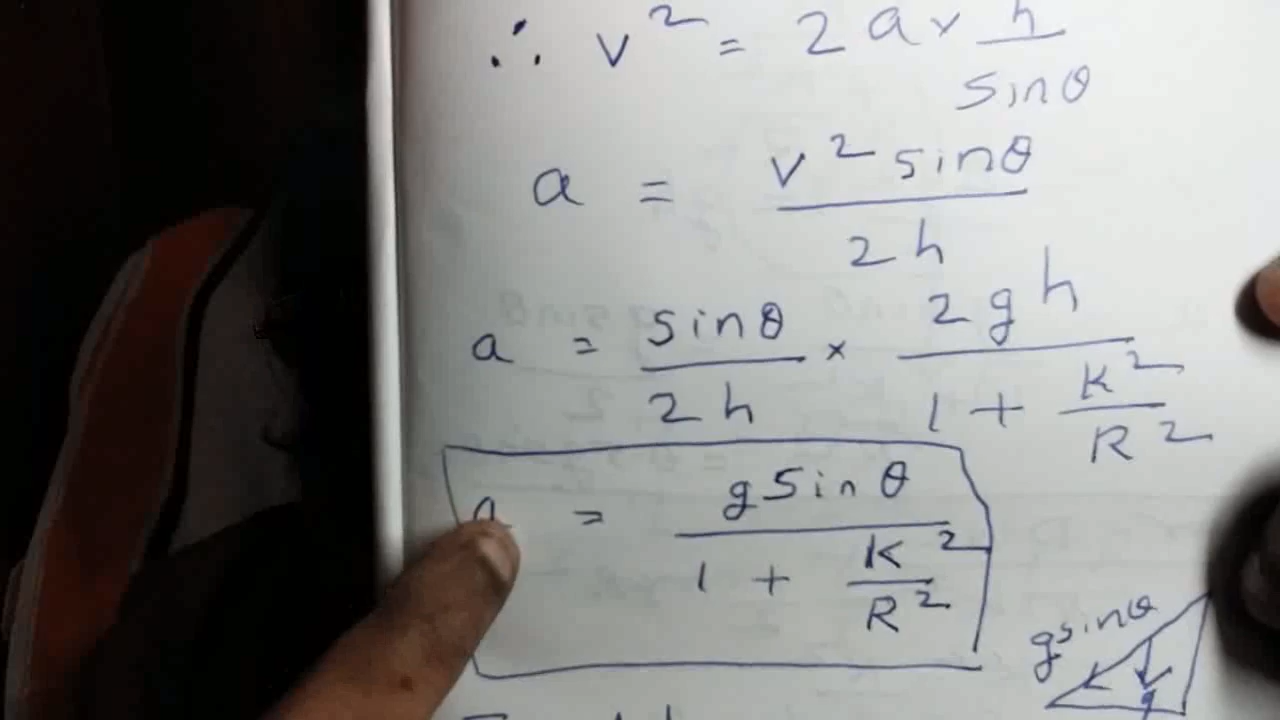 ∴ v² = 2a × h/sinθ
a = v² sinθ / 2h
a = sinθ/2h × 2gh / (1 + K²/R²)
a = g sinθ / (1 + K²/R²)
g sinθ
g